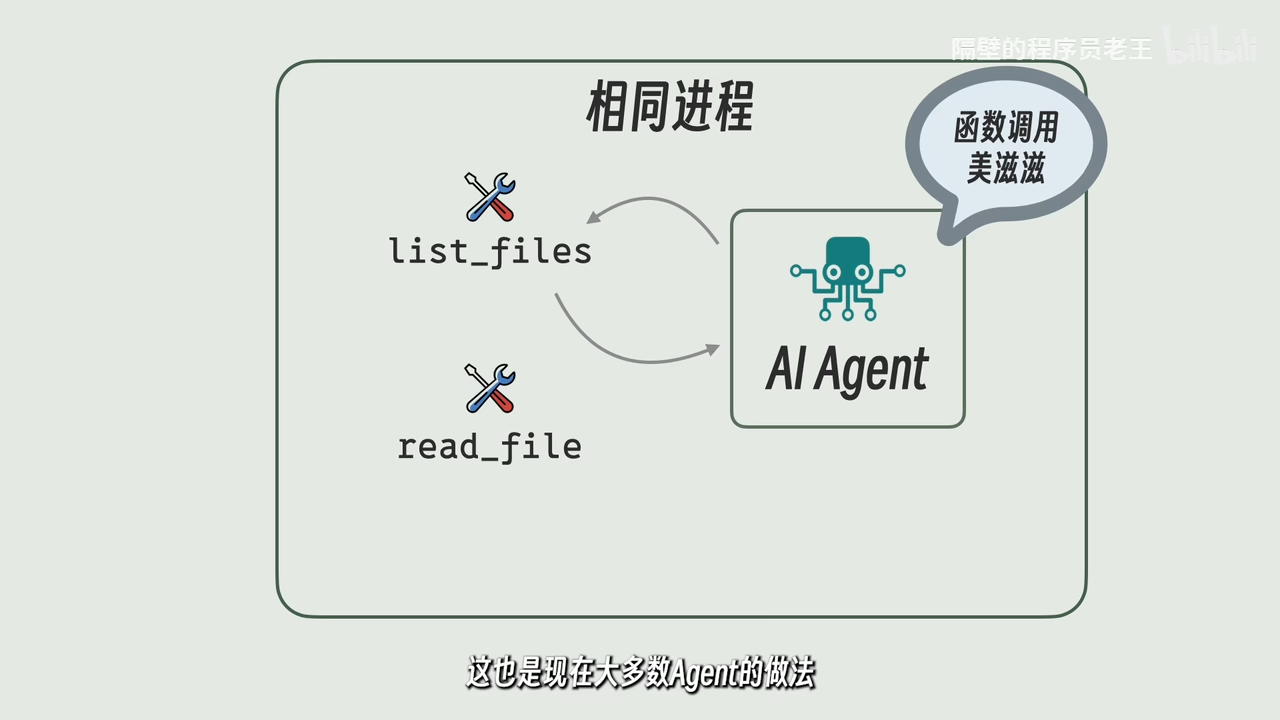 隔壁的程序员老王 bilibili
相同进程
函数调用
美滋滋
list_files
AI Agent
read_file
这也是现在大多数Agent的做法